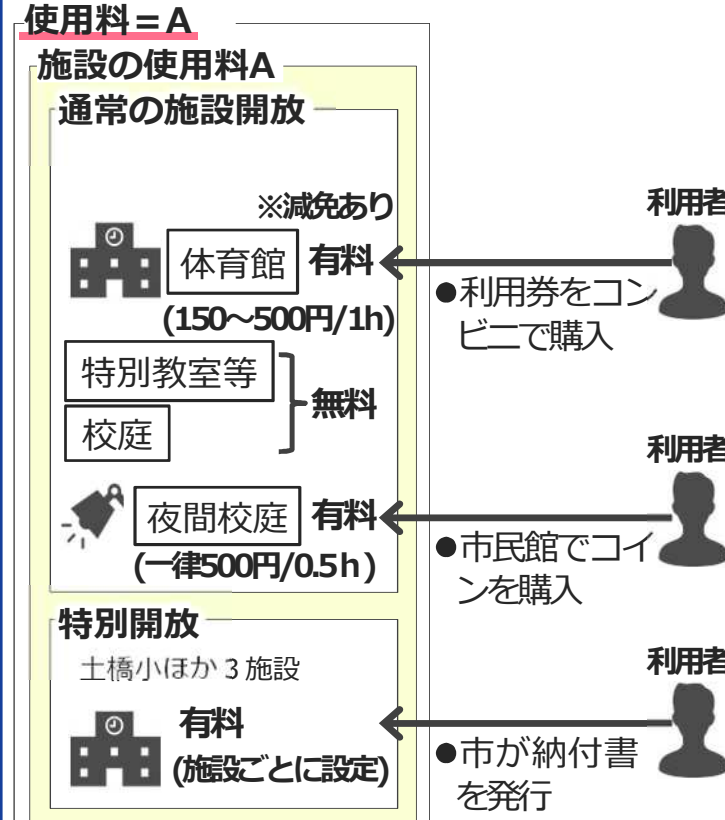 使用料＝A
施設の使用料A
通常の施設開放
※減免あり
利用者
体育館
有料
●利用券をコン
ビニで購入
(150～500円/1h)
特別教室等
無料
校庭
利用者
夜間校庭
有料
●市民館でコイ
ンを購入
(一律500円/0.5h)
特別開放
土橋小ほか３施設
利用者
有料
(施設ごとに設定)
●市が納付書
を発行